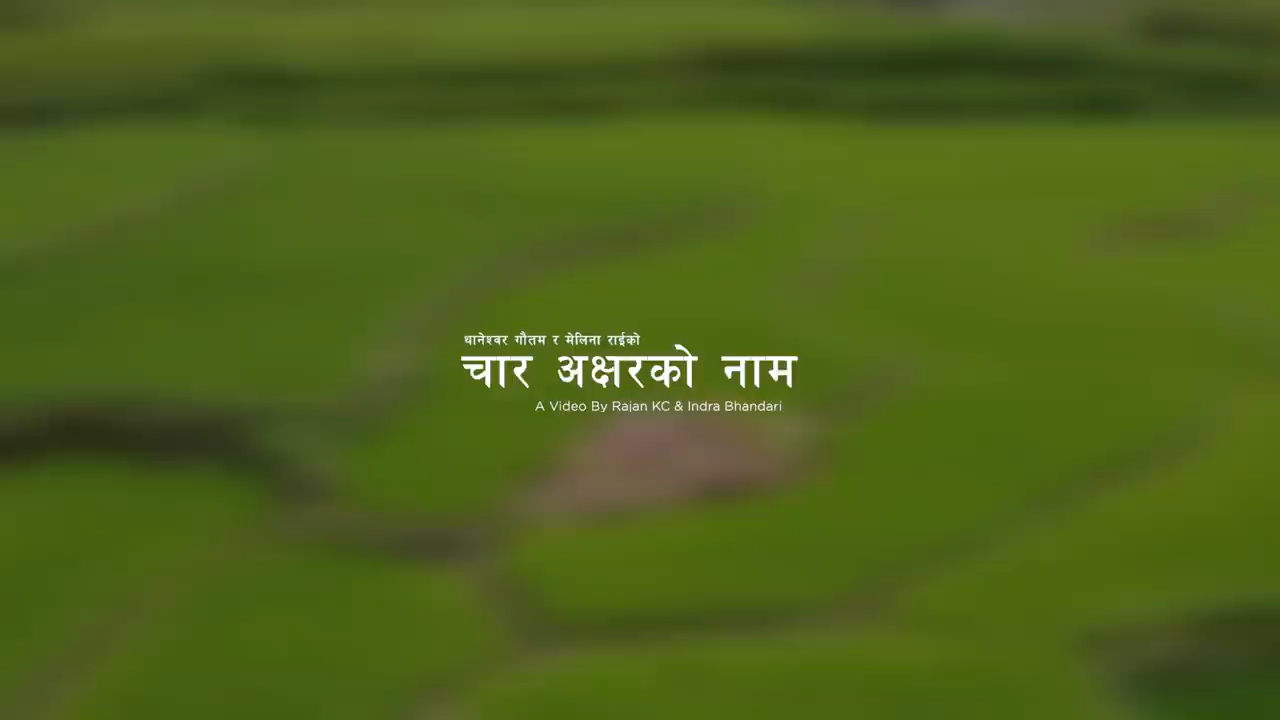 थानेश्वर गौतम र मेलिना राईको
चार अक्षरको नाम
A Video By Rajan KC & Indra Bhandari